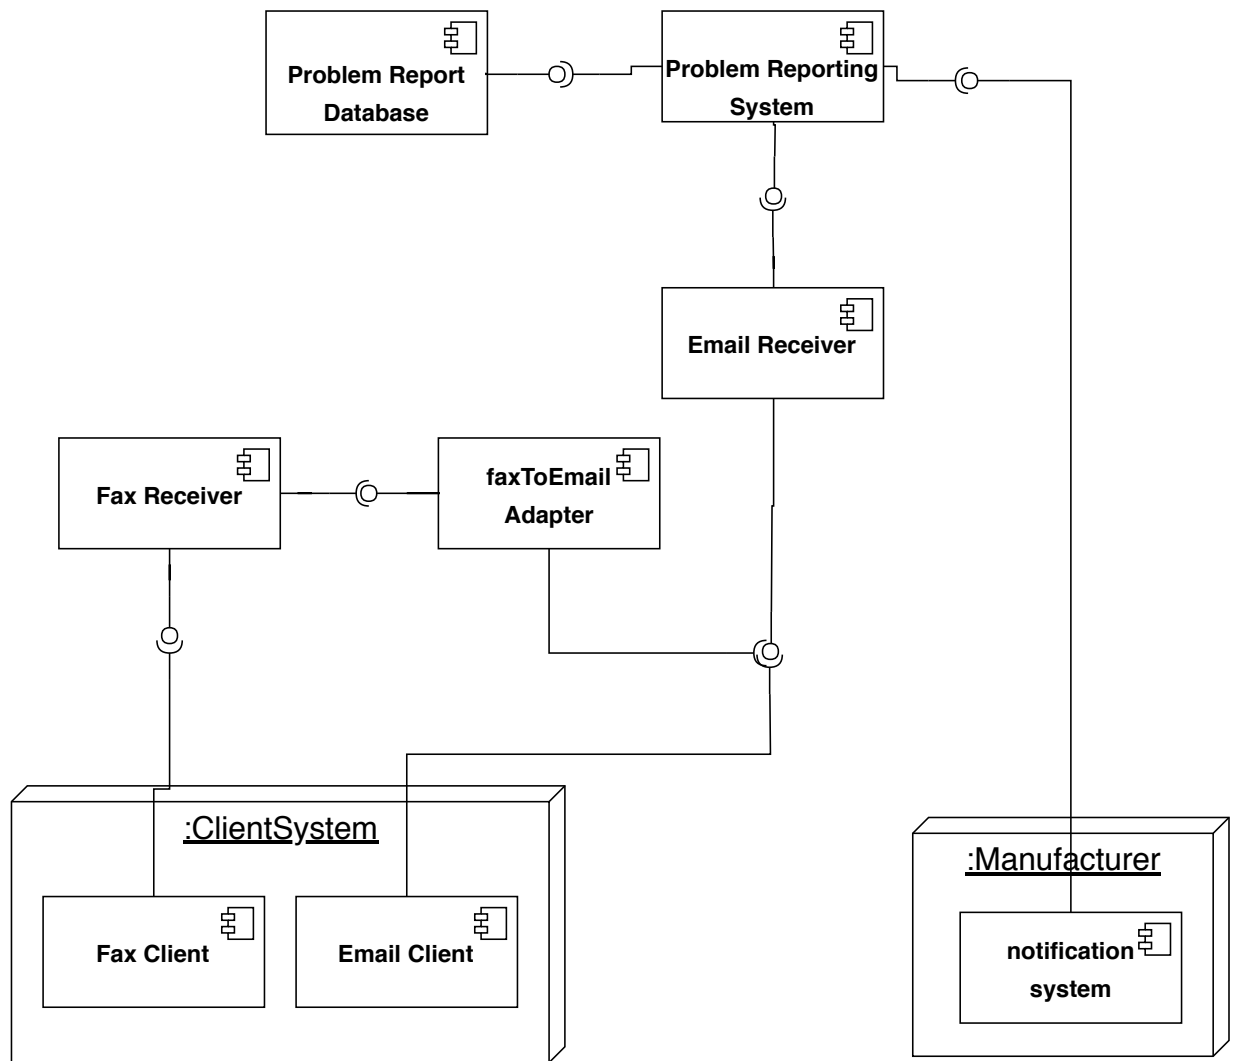 Problem Report
Database
Problem Reporting
System
Email Receiver
Fax Receiver
faxToEmail
Adapter
:ClientSystem
Fax Client
Email Client
:Manufacturer
notification
system